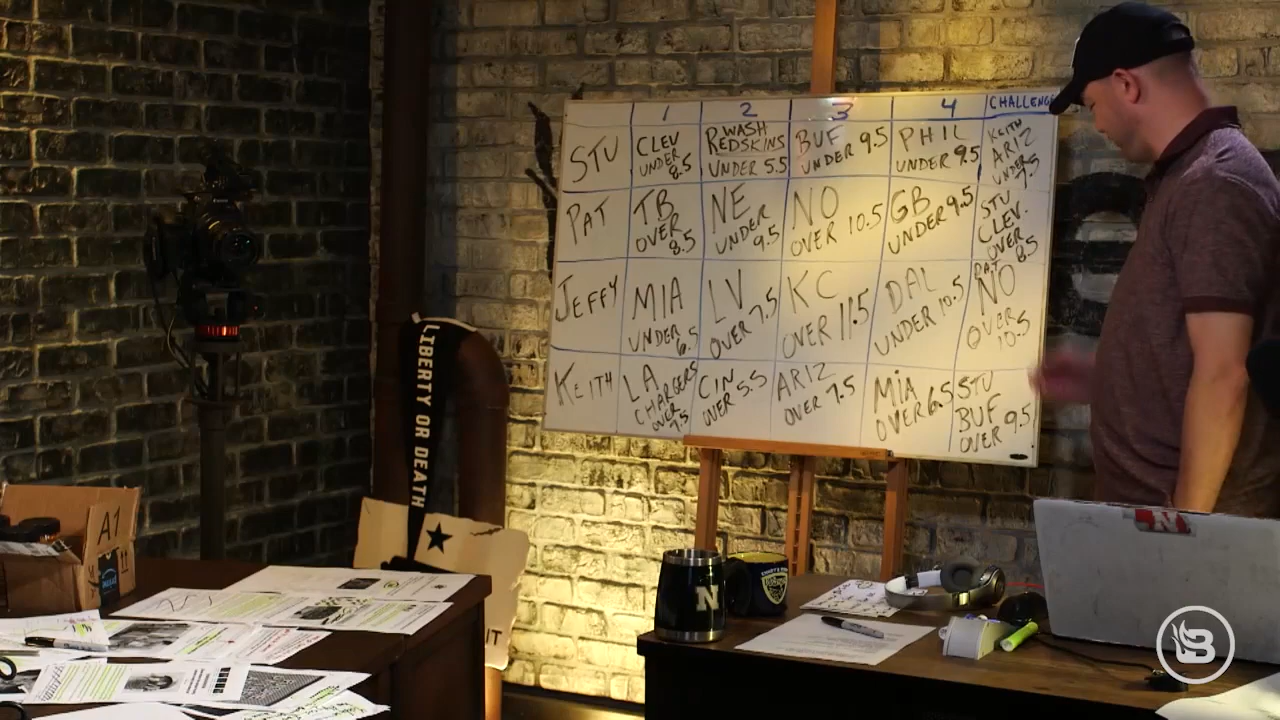 1 2 3 4 CHALLENGE
STU
CLEV
UNDER
8.5
WASH
REDSKINS
UNDER 5.5
BUF
UNDER 9.5
PHIL
UNDER 9.5
KEITH
ARIZ
UNDER
7.5
PAT
TB
OVER
8.5
NE
UNDER
9.5
NO
OVER 10.5
GB
UNDER 9.5
STU
CLEV.
OVER
8.5
JEFFY
MIA
UNDER
6.5
LV
OVER 7.5
KC
OVER 11.5
DAL
UNDER 10.5
PAT
NO
OVER
10.5
KEITH
LA
CHARGERS
OVER
7.5
CIN
OVER 5.5
ARIZ
OVER 7.5
MIA
OVER 6.5
STU
BUF
OVER 9.5
LIBERTY OR DEATH
A1
N
N
B